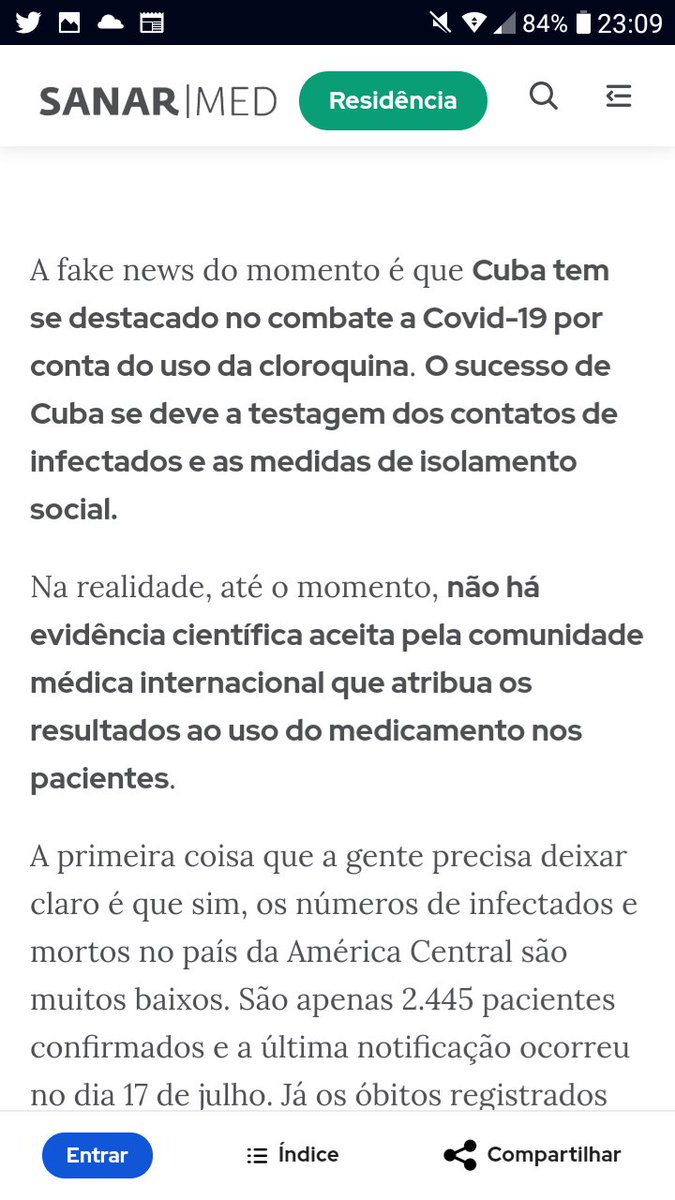 84% 23:09
SANAR|MED Residência
A fake news do momento é que Cuba tem
se destacado no combate a Covid-19 por
conta do uso da cloroquina. O sucesso de
Cuba se deve a testagem dos contatos de
infectados e as medidas de isolamento
social.
Na realidade, até o momento, não há
evidência científica aceita pela comunidade
médica internacional que atribua os
resultados ao uso do medicamento nos
pacientes.
A primeira coisa que a gente precisa deixar
claro é que sim, os números de infectados e
mortos no país da América Central são
muitos baixos. São apenas 2.445 pacientes
confirmados e a última notificação ocorreu
no dia 17 de julho. Já os óbitos registrados
Entrar Índice Compartilhar